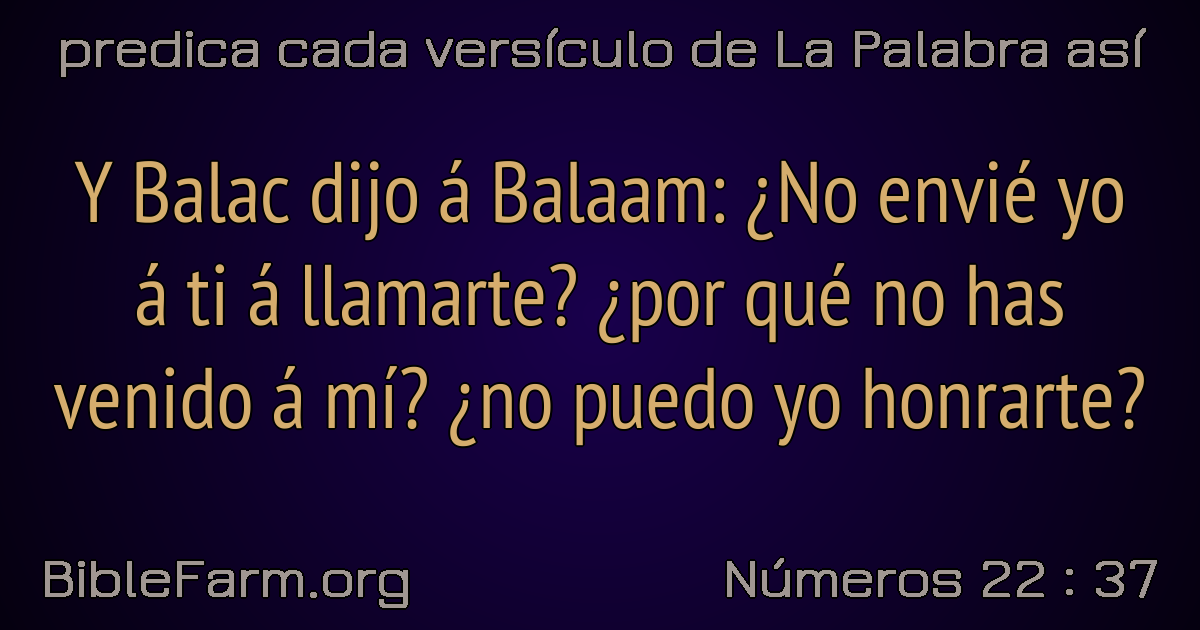 predica cada versículo de La Palabra así
Y Balac dijo á Balaam: ¿No envié yo
á ti á llamarte? ¿por qué no has
venido á mí? ¿no puedo yo honrarte?
BibleFarm.org
Números 22 : 37